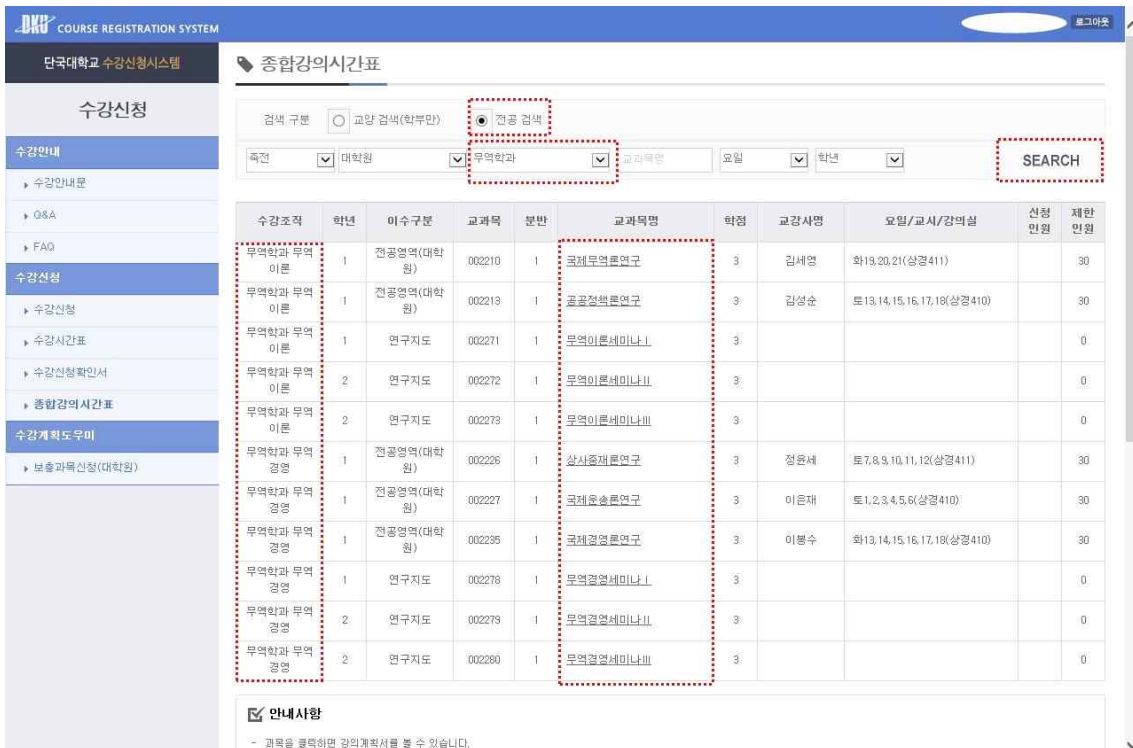 DKU COURSE REGISTRATION SYSTEM
로그아웃
단국대학교 수강신청시스템
수강신청
수강안내
수강안내문
Q&A
FAQ
수강신청
수강신청
수강시간표
수강신청확인서
종합강의시간표
수강계획도우미
보충과목신청(대학원)
종합강의시간표
검색 구분 교양 검색(학부만) 전공 검색
죽전 대학원 무역학과 교과목명 요일 학년 SEARCH
수강조직 학년 이수구분 교과목 분반 교과목명 학점 교강사명 요일/교시/강의실 신청인원 제한인원
무역학과 무역이론 1 전공영역(대학원) 002210 1 국제무역론연구 3 김세영 화19,20,21(상경411) 30
무역학과 무역이론 1 전공영역(대학원) 002213 1 공공정책론연구 3 김성순 토13,14,15,16,17,18(상경410) 30
무역학과 무역이론 1 연구지도 002271 1 무역이론세미나Ⅰ 3 0
무역학과 무역이론 2 연구지도 002272 1 무역이론세미나Ⅱ 3 0
무역학과 무역이론 2 연구지도 002273 1 무역이론세미나Ⅲ 3 0
무역학과 무역경영 1 전공영역(대학원) 002226 1 상사중재론연구 3 정윤세 토7,8,9,10,11,12(상경411) 30
무역학과 무역경영 1 전공영역(대학원) 002227 1 국제운송론연구 3 이은재 토1,2,3,4,5,6(상경410) 30
무역학과 무역경영 1 전공영역(대학원) 002235 1 국제경영론연구 3 이봉수 화13,14,15,16,17,18(상경410) 30
무역학과 무역경영 1 연구지도 002278 1 무역경영세미나Ⅰ 3 0
무역학과 무역경영 2 연구지도 002279 1 무역경영세미나Ⅱ 3 0
무역학과 무역경영 2 연구지도 002280 1 무역경영세미나Ⅲ 3 0
안내사항
- 과목을 클릭하면 강의계획서를 볼 수 있습니다.